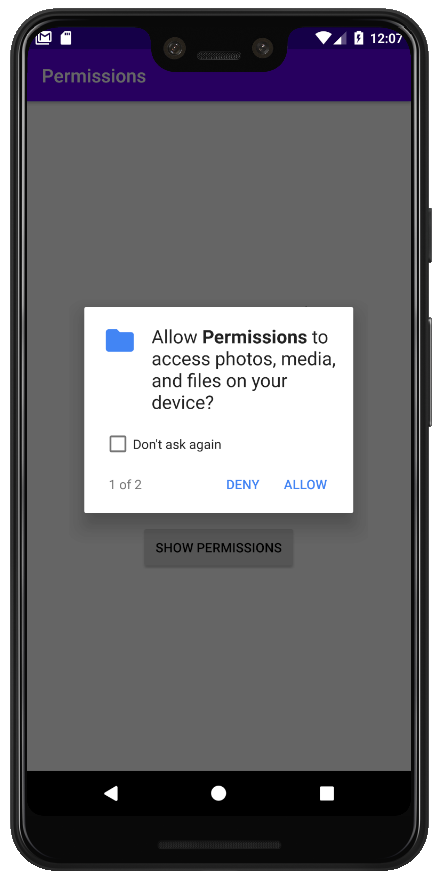 12:07
Permissions
Allow Permissions to
access photos, media,
and files on your
device?
Don't ask again
1 of 2
DENY
ALLOW
SHOW PERMISSIONS